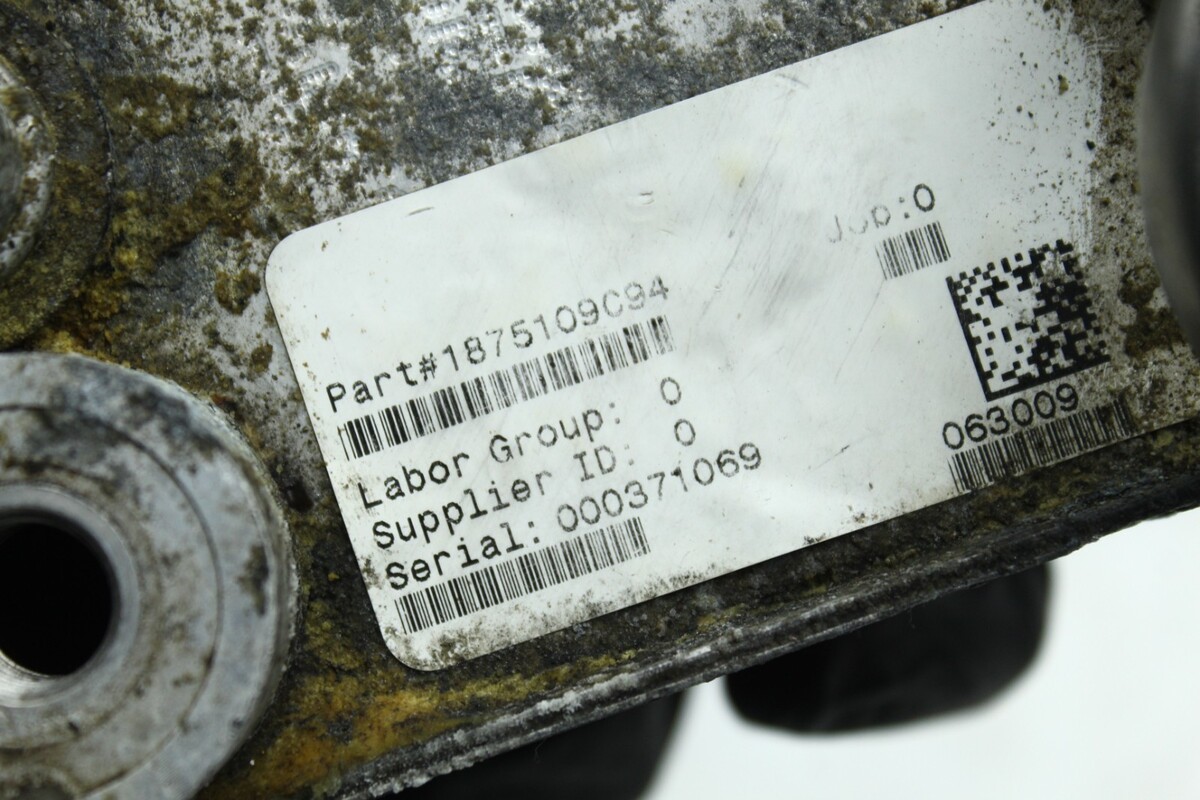 Job:0
Part#1875109C94
Labor Group: 0
Supplier ID: 0
Serial: 000371069
063009